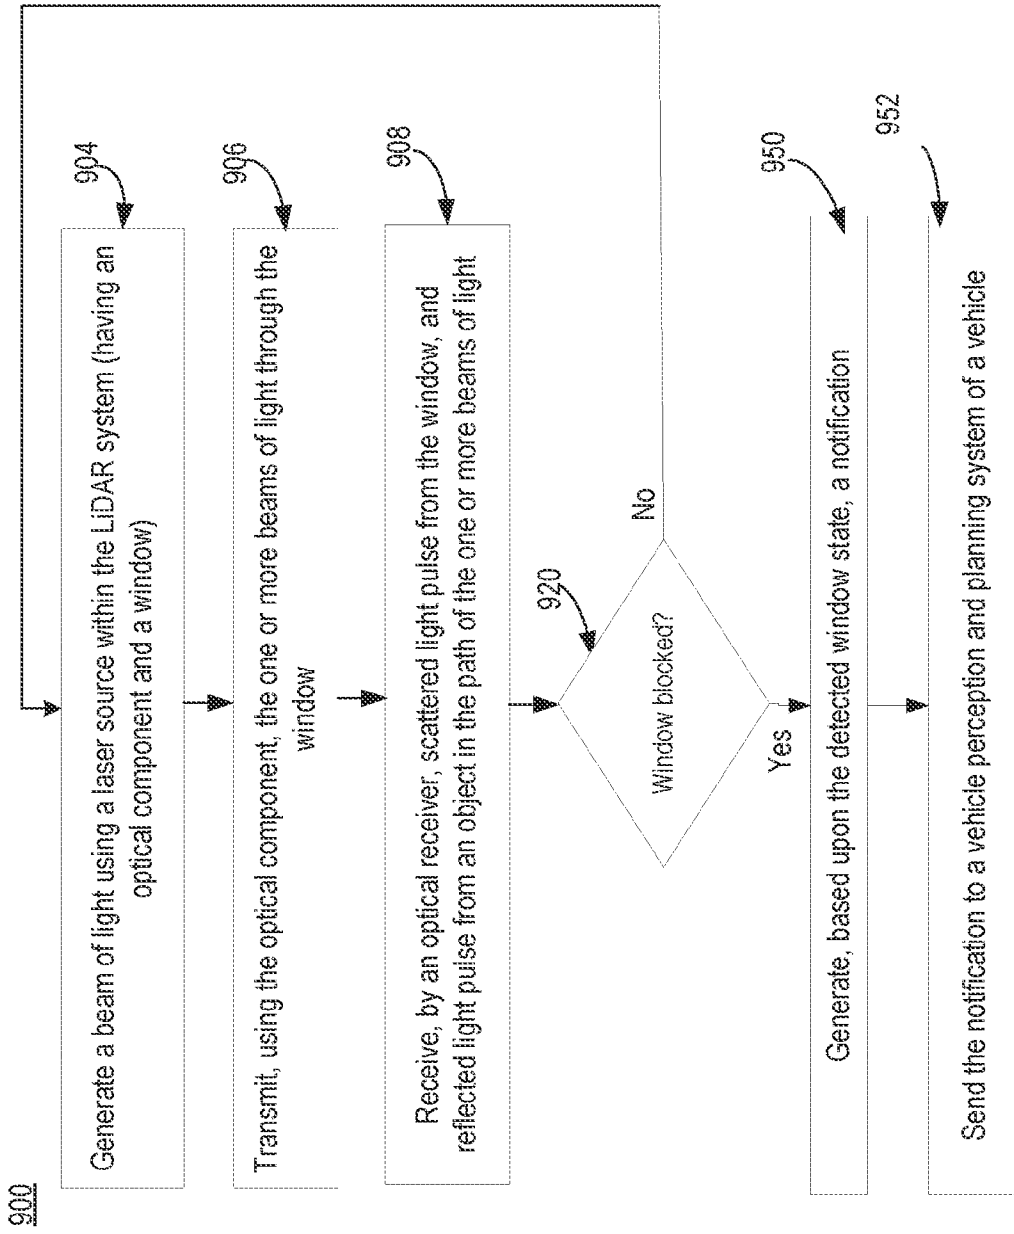 900
904
Generate a beam of light using a laser source within the LiDAR system (having an
optical component and a window)
906
Transmit, using the optical component, the one or more beams of light through the
window
908
Receive, by an optical receiver, scattered light pulse from the window, and
reflected light pulse from an object in the path of the one or more beams of light
920
Window blocked?
No
Yes
950
Generate, based upon the detected window state, a notification
952
Send the notification to a vehicle perception and planning system of a vehicle